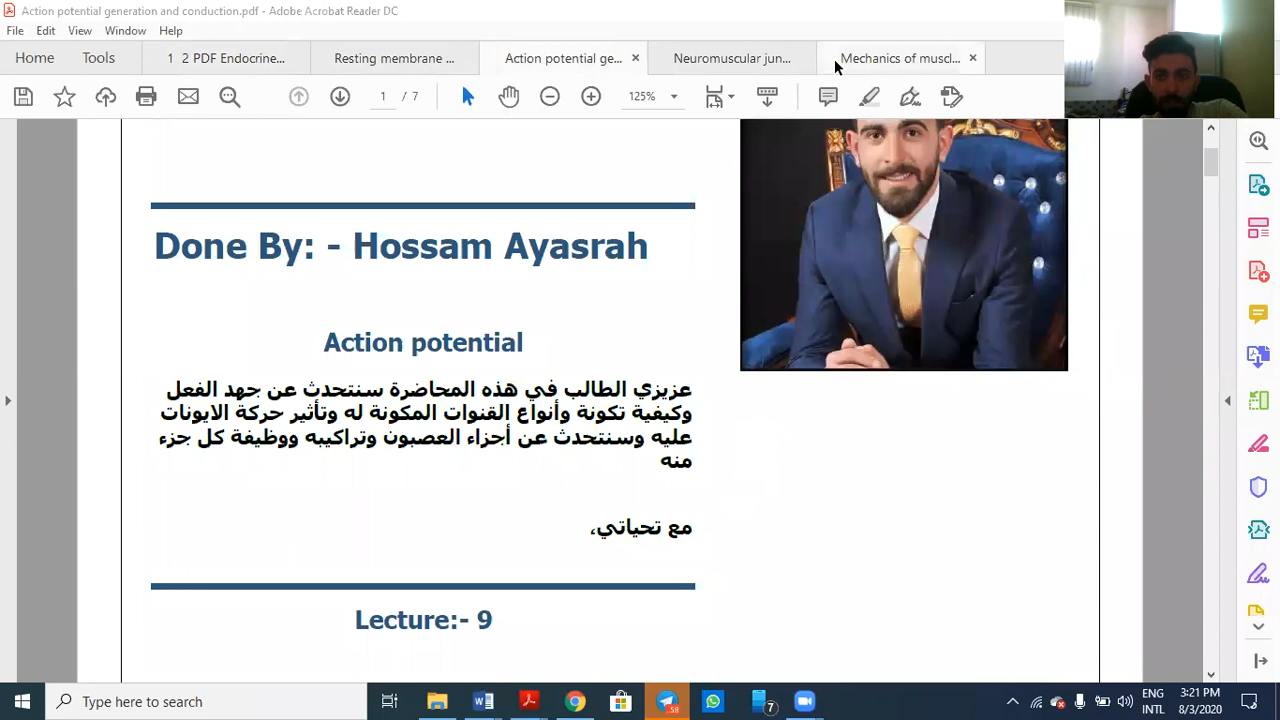 Action potential generation and conduction.pdf - Adobe Acrobat Reader DC
File Edit View Window Help
Home Tools 1 2 PDF Endocrine... Resting membrane ... Action potential ge... Neuromuscular jun... Mechanics of muscl...
1 / 7 125%
Done By: - Hossam Ayasrah
Action potential
عزيزي الطالب في هذه المحاضرة سنتحدث عن جهد الفعل
وكيفية تكونة وأنواع القنوات المكونة له وتأثير حركة الايونات
عليه وسنتحدث عن أجزاء العصبون وتراكيبه ووظيفة كل جزء
منه
مع تحياتي،
Lecture:- 9
Type here to search
58
7
ENG
INTL
3:21 PM
8/3/2020